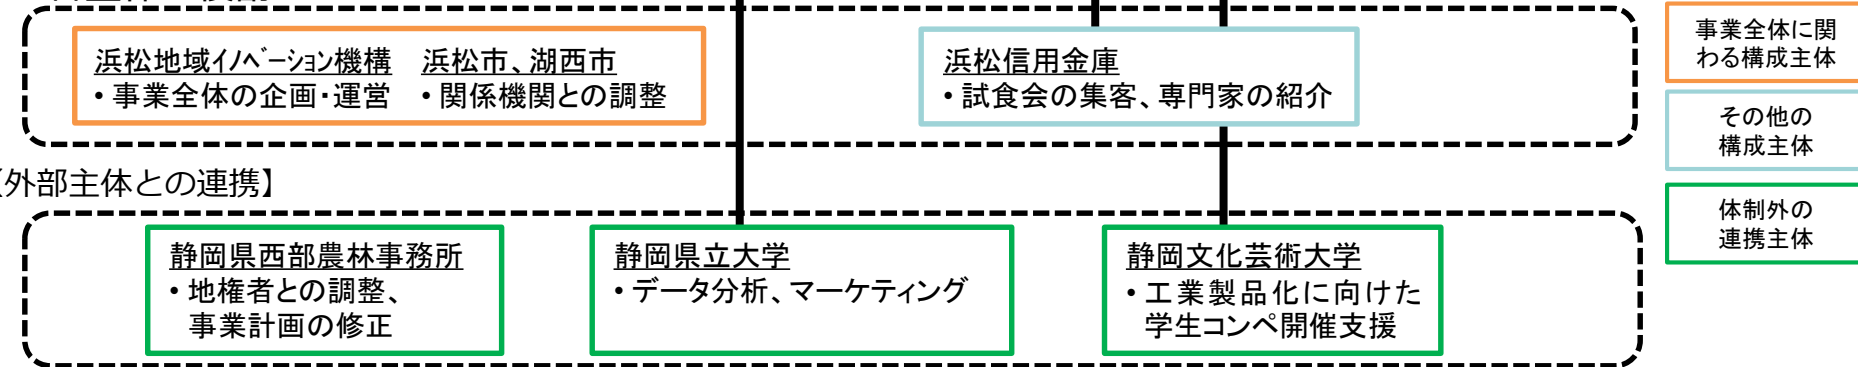 浜松地域イノベーション機構　浜松市、湖西市
・事業全体の企画・運営　・関係機関との調整
浜松信用金庫
・試食会の集客、専門家の紹介
事業全体に関
わる構成主体
その他の
構成主体
体制外の
連携主体
【外部主体との連携】
静岡県西部農林事務所
・地権者との調整、
事業計画の修正
静岡県立大学
・データ分析、マーケティング
静岡文化芸術大学
・工業製品化に向けた
学生コンペ開催支援